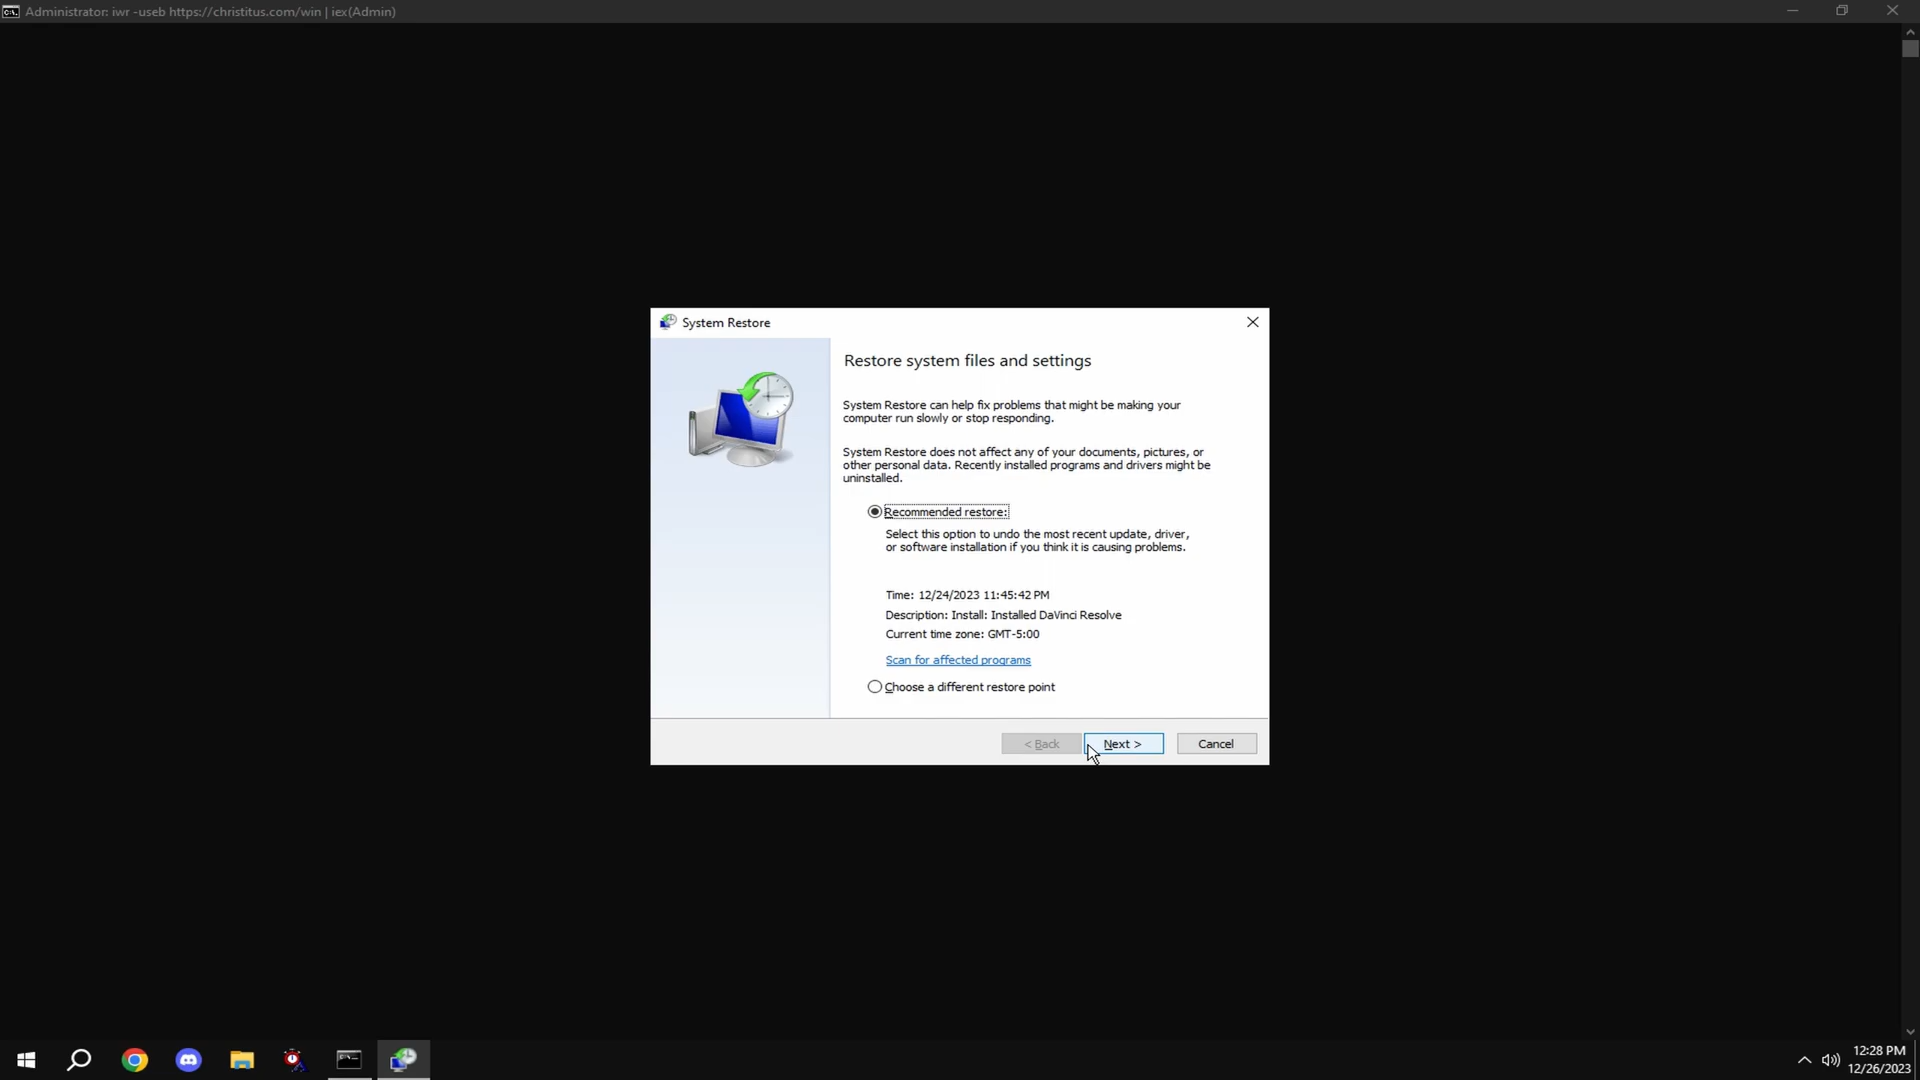 Administrator: iwr -useb https://christitus.com/win | iex(Admin)
System Restore
Restore system files and settings
System Restore can help fix problems that might be making your
computer run slowly or stop responding.
System Restore does not affect any of your documents, pictures, or
other personal data. Recently installed programs and drivers might be
uninstalled.
Recommended restore:
Select this option to undo the most recent update, driver,
or software installation if you think it is causing problems.
Time: 12/24/2023 11:45:42 PM
Description: Install: Installed DaVinci Resolve
Current time zone: GMT-5:00
Scan for affected programs
Choose a different restore point
< Back Next > Cancel
12:28 PM
12/26/2023